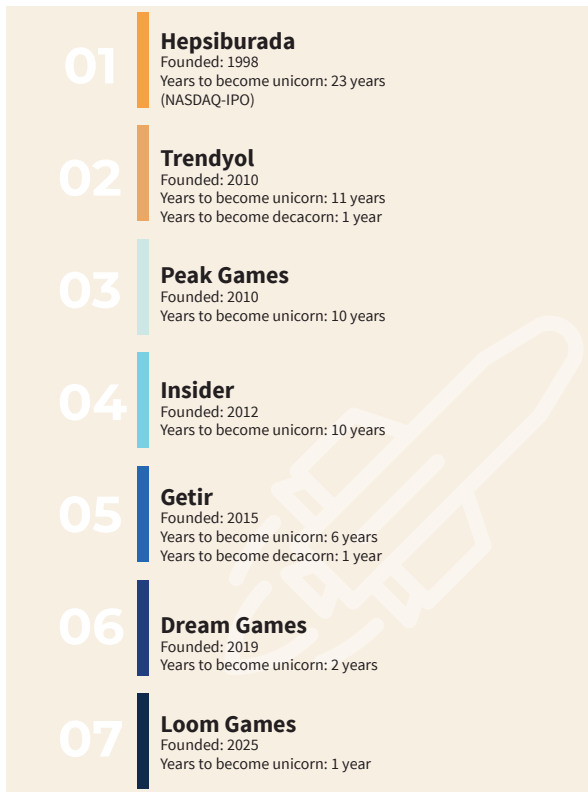 01
Hepsiburada
Founded: 1998
Years to become unicorn: 23 years
(NASDAQ-IPO)
02
Trendyol
Founded: 2010
Years to become unicorn: 11 years
Years to become decacorn: 1 year
03
Peak Games
Founded: 2010
Years to become unicorn: 10 years
04
Insider
Founded: 2012
Years to become unicorn: 10 years
05
Getir
Founded: 2015
Years to become unicorn: 6 years
Years to become decacorn: 1 year
06
Dream Games
Founded: 2019
Years to become unicorn: 2 years
07
Loom Games
Founded: 2025
Years to become unicorn: 1 year